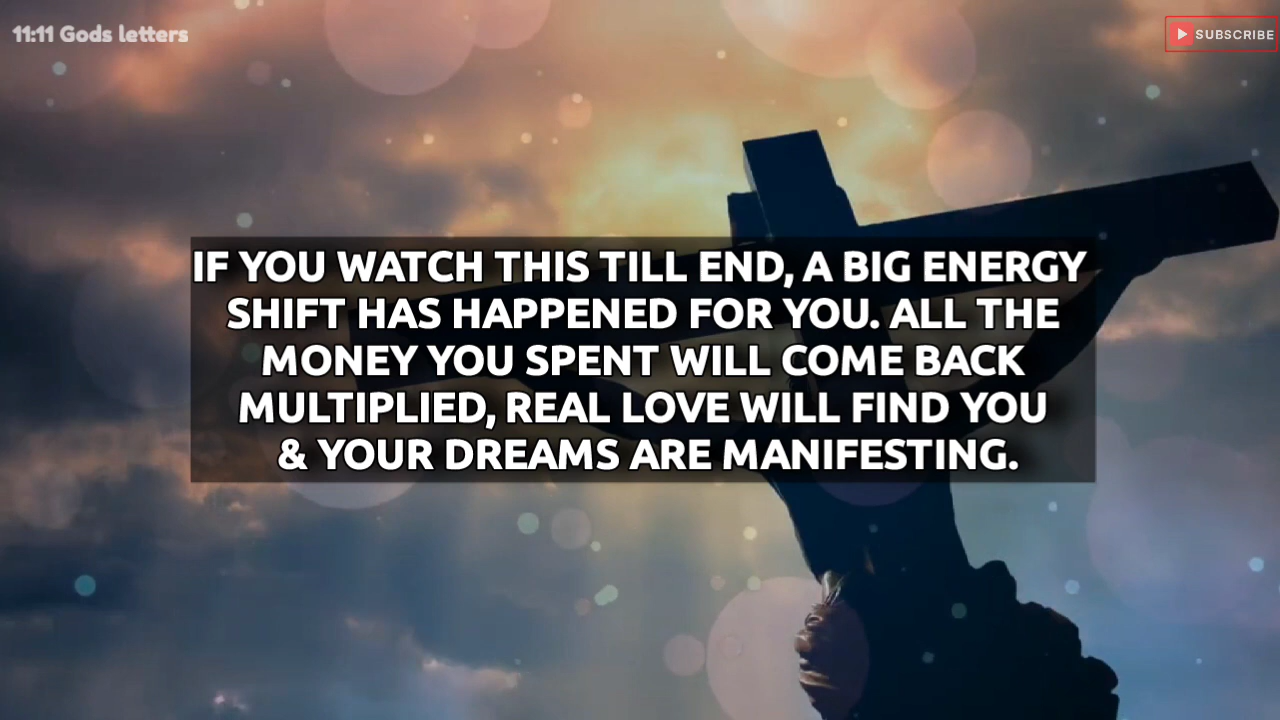 11:11 Gods letters
SUBSCRIBE
IF YOU WATCH THIS TILL END, A BIG ENERGY
SHIFT HAS HAPPENED FOR YOU. ALL THE
MONEY YOU SPENT WILL COME BACK
MULTIPLIED, REAL LOVE WILL FIND YOU
& YOUR DREAMS ARE MANIFESTING.